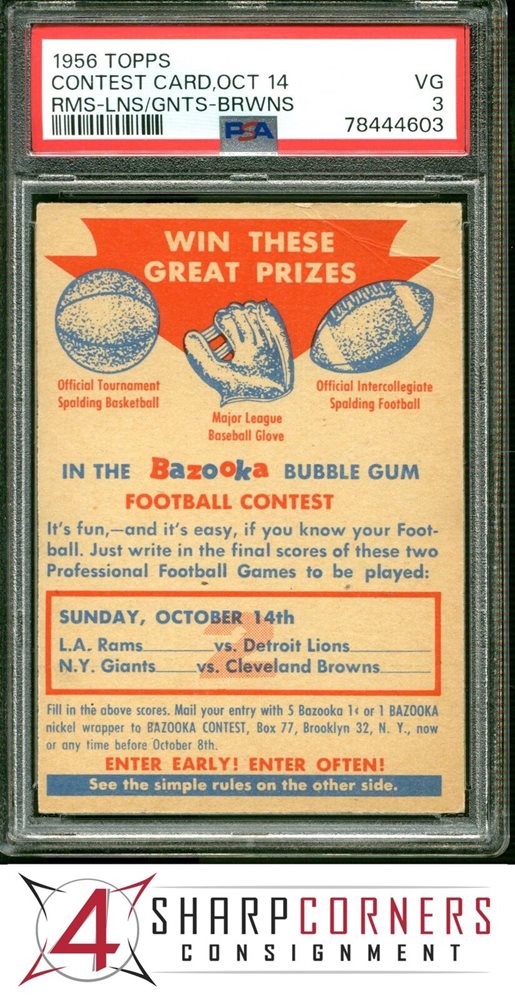 1956 TOPPS
CONTEST CARD,OCT 14 VG
RMS-LNS/GNTS-BRWNS 3
PSA 78444603
WIN THESE
GREAT PRIZES
Official Tournament
Spalding Basketball
Major League
Baseball Glove
Official Intercollegiate
Spalding Football
IN THE Bazooka BUBBLE GUM
FOOTBALL CONTEST
It's fun,—and it's easy, if you know your Foot-
ball. Just write in the final scores of these two
Professional Football Games to be played:
2
SUNDAY, OCTOBER 14th
L.A. Rams______vs. Detroit Lions______
N.Y. Giants______vs. Cleveland Browns______
Fill in the above scores. Mail your entry with 5 Bazooka 1¢ or 1 BAZOOKA
nickel wrapper to BAZOOKA CONTEST, Box 77, Brooklyn 32, N. Y., now
or any time before October 8th.
ENTER EARLY! ENTER OFTEN!
See the simple rules on the other side.
4
SHARPCORNERS
CONSIGNMENT